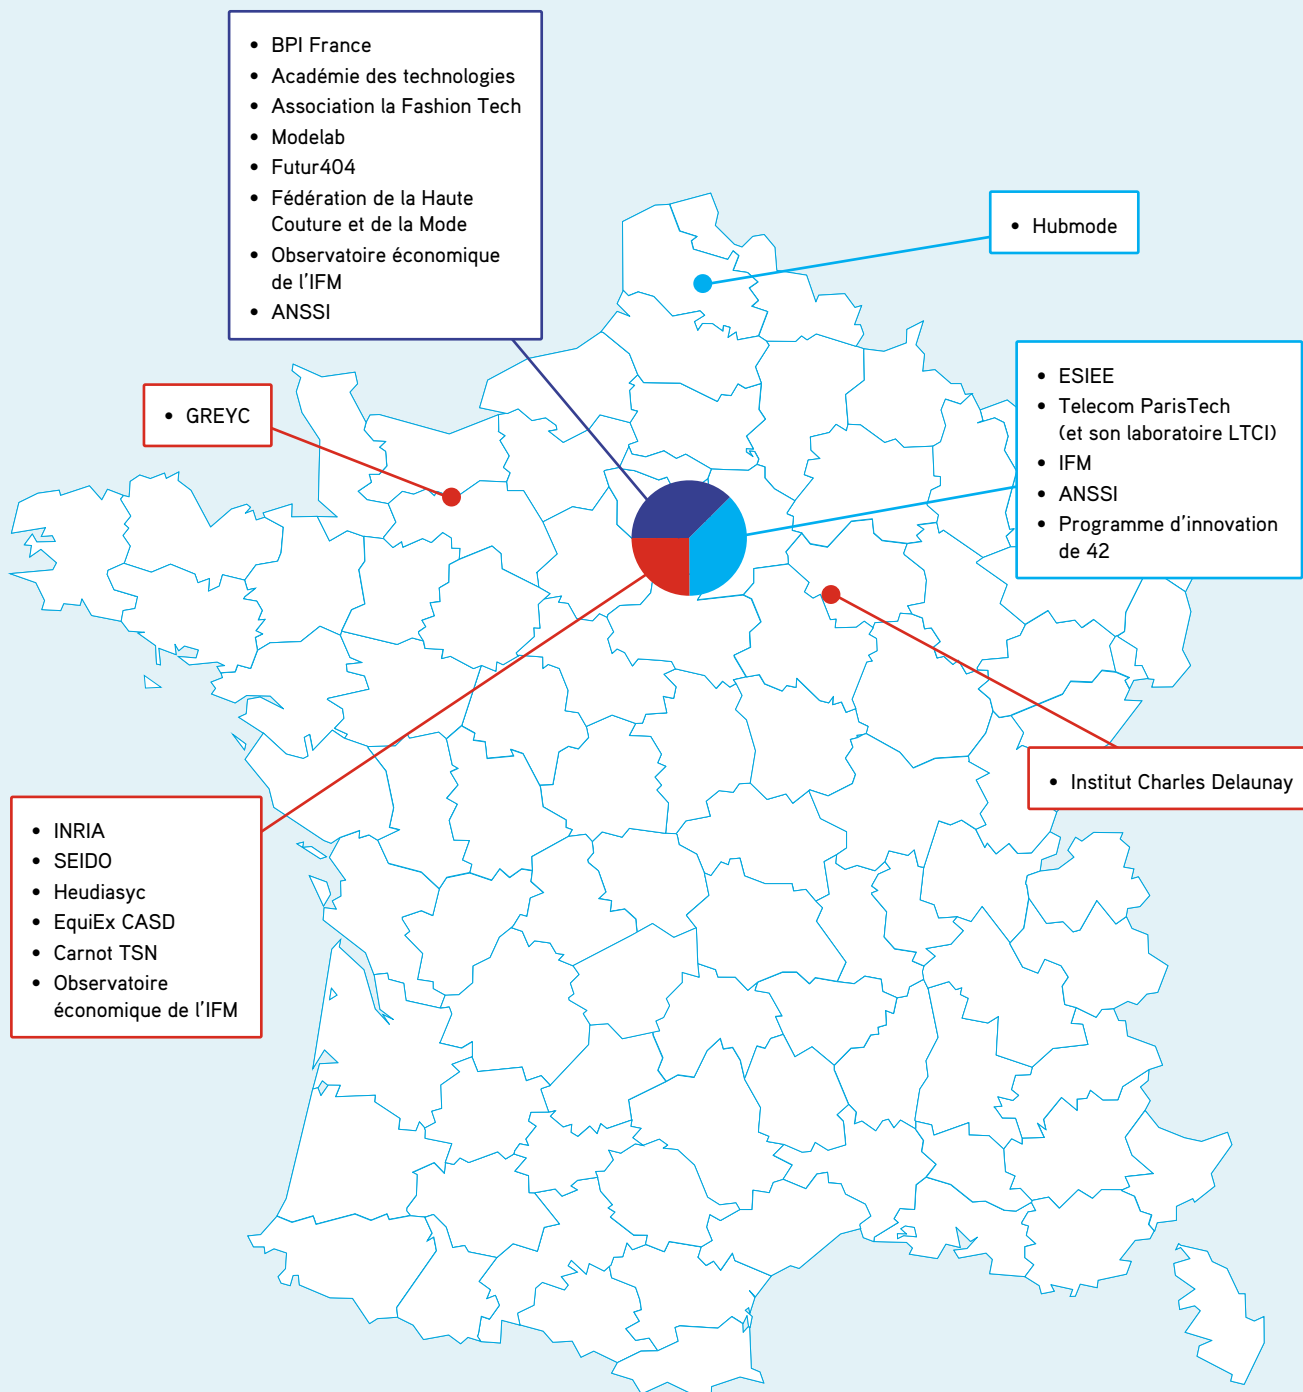 • BPI France
• Académie des technologies
• Association la Fashion Tech
• Modelab
• Futur404
• Fédération de la Haute
Couture et de la Mode
• Observatoire économique
de l'IFM
• ANSSI
• Hubmode
• GREYC
• ESIEE
• Telecom ParisTech
(et son laboratoire LTCI)
• IFM
• ANSSI
• Programme d'innovation
de 42
• Institut Charles Delaunay
• INRIA
• SEIDO
• Heudiasyc
• EquiEx CASD
• Carnot TSN
• Observatoire
économique de l'IFM